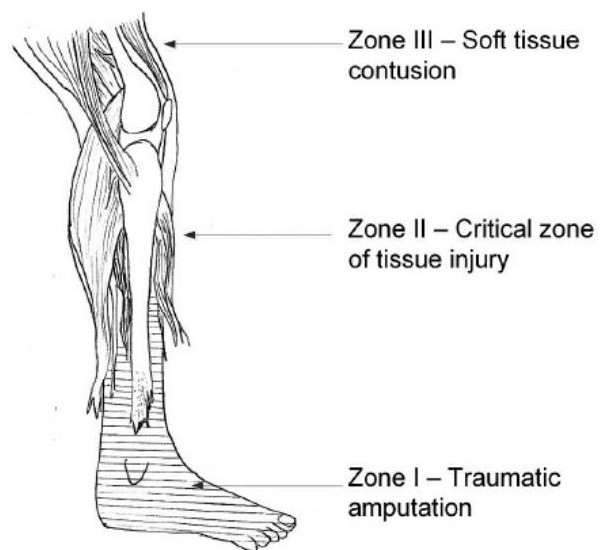 Zone III – Soft tissue
contusion
Zone II – Critical zone
of tissue injury
Zone I – Traumatic
amputation